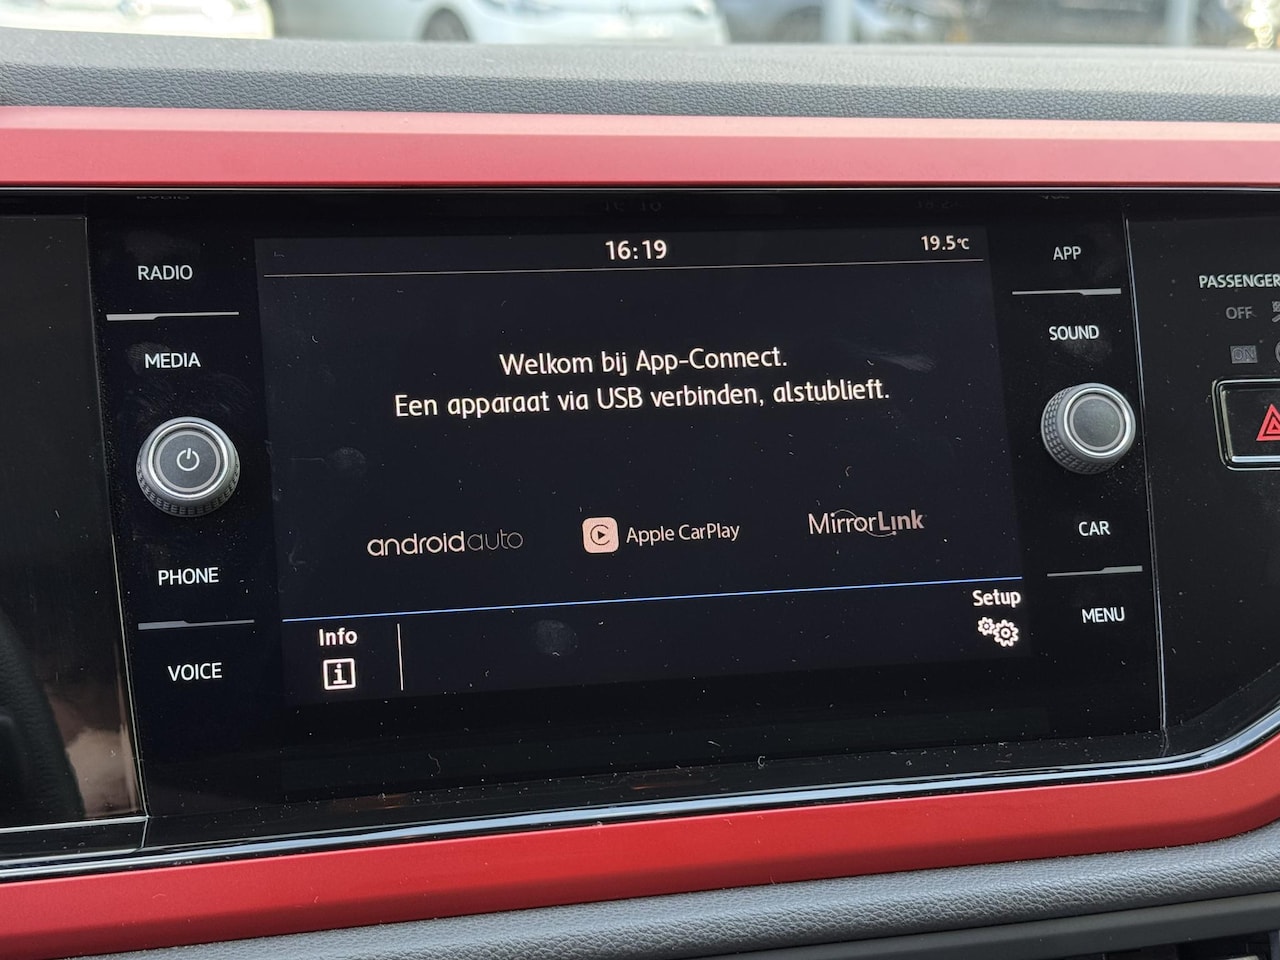 16:19
19.5°C
RADIO
MEDIA
PHONE
VOICE
Welkom bij App-Connect.
Een apparaat via USB verbinden, alstublieft.
androidauto
Apple CarPlay
MirrorLink
Info
i
Setup
APP
SOUND
CAR
MENU
PASSENGER
OFF
ON